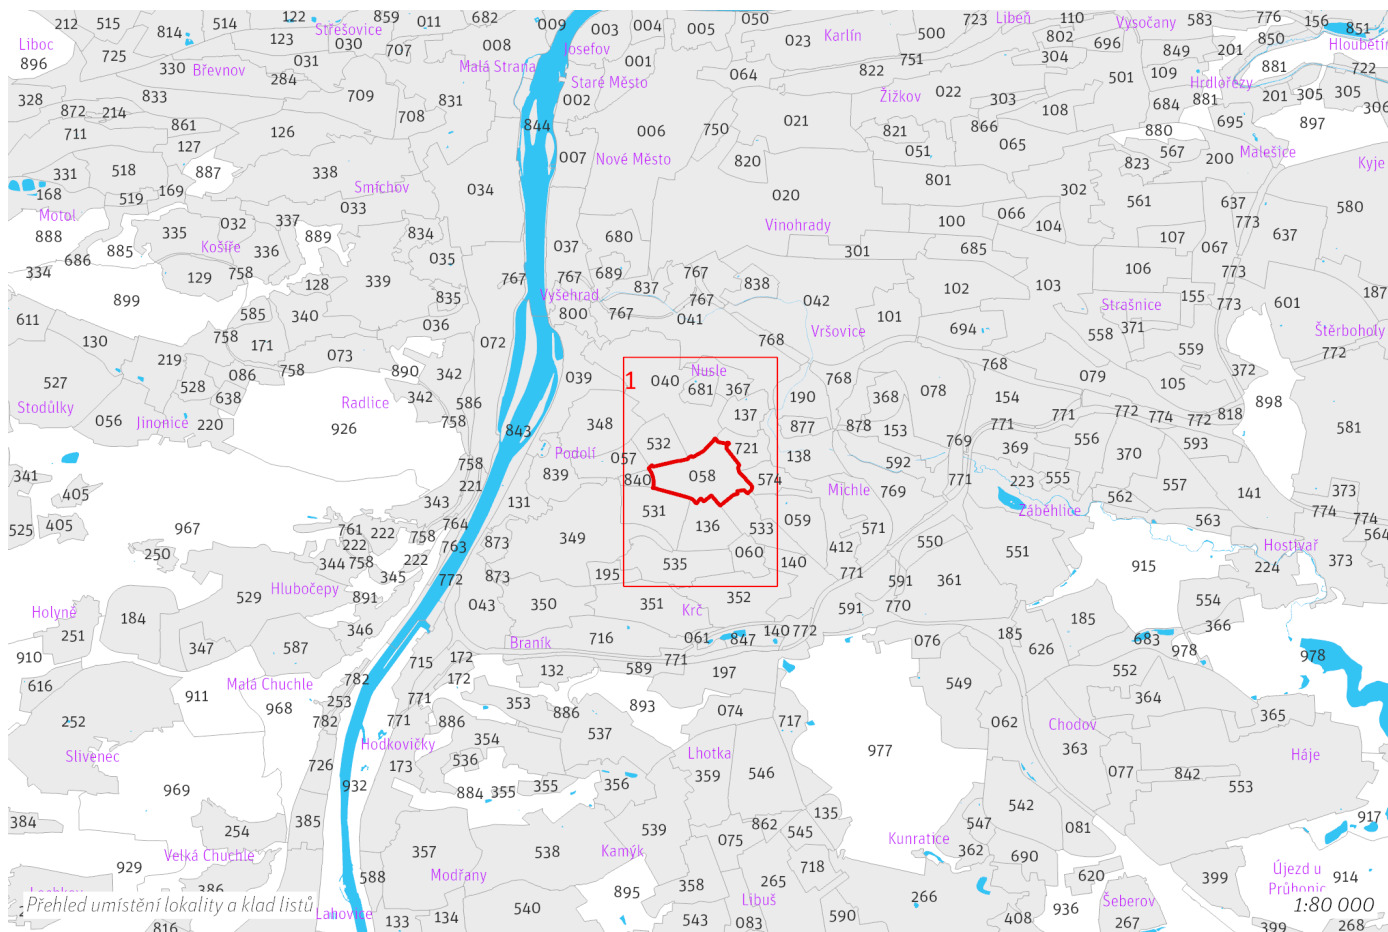 212 515 514 122 859 011 682 009 003 004 005 050 723 Libeň 110 Vysočany 583 776 156 851
Liboc 814 123 030 Střešovice 707 008 Josefov 023 Karlín 500 802 696 849 201 850 Hloubětín
896 725 330 Břevnov 031 284 Malá Strana 001 064 822 751 304 501 109 881 722
328 833 709 831 Staré Město 002 Žižkov 022 303 108 684 881 Hrdlořezy 201 305 305 306
872 214 861 708 844 006 750 021 821 866 065 880 695 897
711 127 126 007 Nové Město 820 051 823 567 200 Malešice Kyje
331 518 887 338 Smíchov 034 020 801 302 561 637 580
168 519 169 033 Vinohrady 100 066 104 773
Motol 888 885 335 032 Košíře 337 889 834 037 680 301 685 107 067 637
686 336 035
334 899 129 758 128 339 835 767 767 689 837 767 838 042 102 103 106 155 773 601 187
Vyšehrad 767 Strašnice 773
611 130 585 340 036 800 767 041 101 694 371 Štěrboholy
758 171 073 072 768 Vršovice 558 559 772
527 219 528 086 758 890 342 039 1 040 Nusle 681 367 838 768 368 078 768 079 105 372
Stodůlky 638 Radlice 342 586 137 190 154 898
056 Jinonice 220 926 758 843 348 532 721 877 878 153 771 771 772 774 772 818 581
341 758 Podolí 057 138 769 369 556 370 593
405 221 839 840 058 574 592 223 555 557
525 405 967 343 131 531 Michle 769 771 562 141 373
761 222 758 764 136 533 059 571 Záběhlice 563 774 774 564
250 222 763 873 349 060 412 550 551 Hostivař
344 758 222 535 140 771 915 224 373
Hlubočepy 345 772 873 195 591 361
529 891 043 350 351 352 591 770 554
Holyně 184 Krč 185 366
251 346 716 061 847 140 772 076 185 683
910 347 587 Braník 771 626 978 978
616 715 172 132 589 197 549 552
911 Malá Chuchle 782 172 364
968 253 771 353 886 893 074 717 062 365
252 782 771 886 537 Chodov
Slivenec Hodkovičky 354 Lhotka 977 363 Háje
726 173 536 359 546 077 842
969 932 884 355 355 356 553
384 254 385 539 862 545 135 542 547 081 917
Velká Chuchle 357 538 Kamýk 075 Kunratice 362 690
929 588 Modřany 718 620 399 Újezd u
386 895 358 265 266 Šeberov Průhonic 914
Přehled umístění lokality a klad listů Lahovice 540 Libuš 936 1:80 000
816 133 134 543 083 590 408 267 399 268